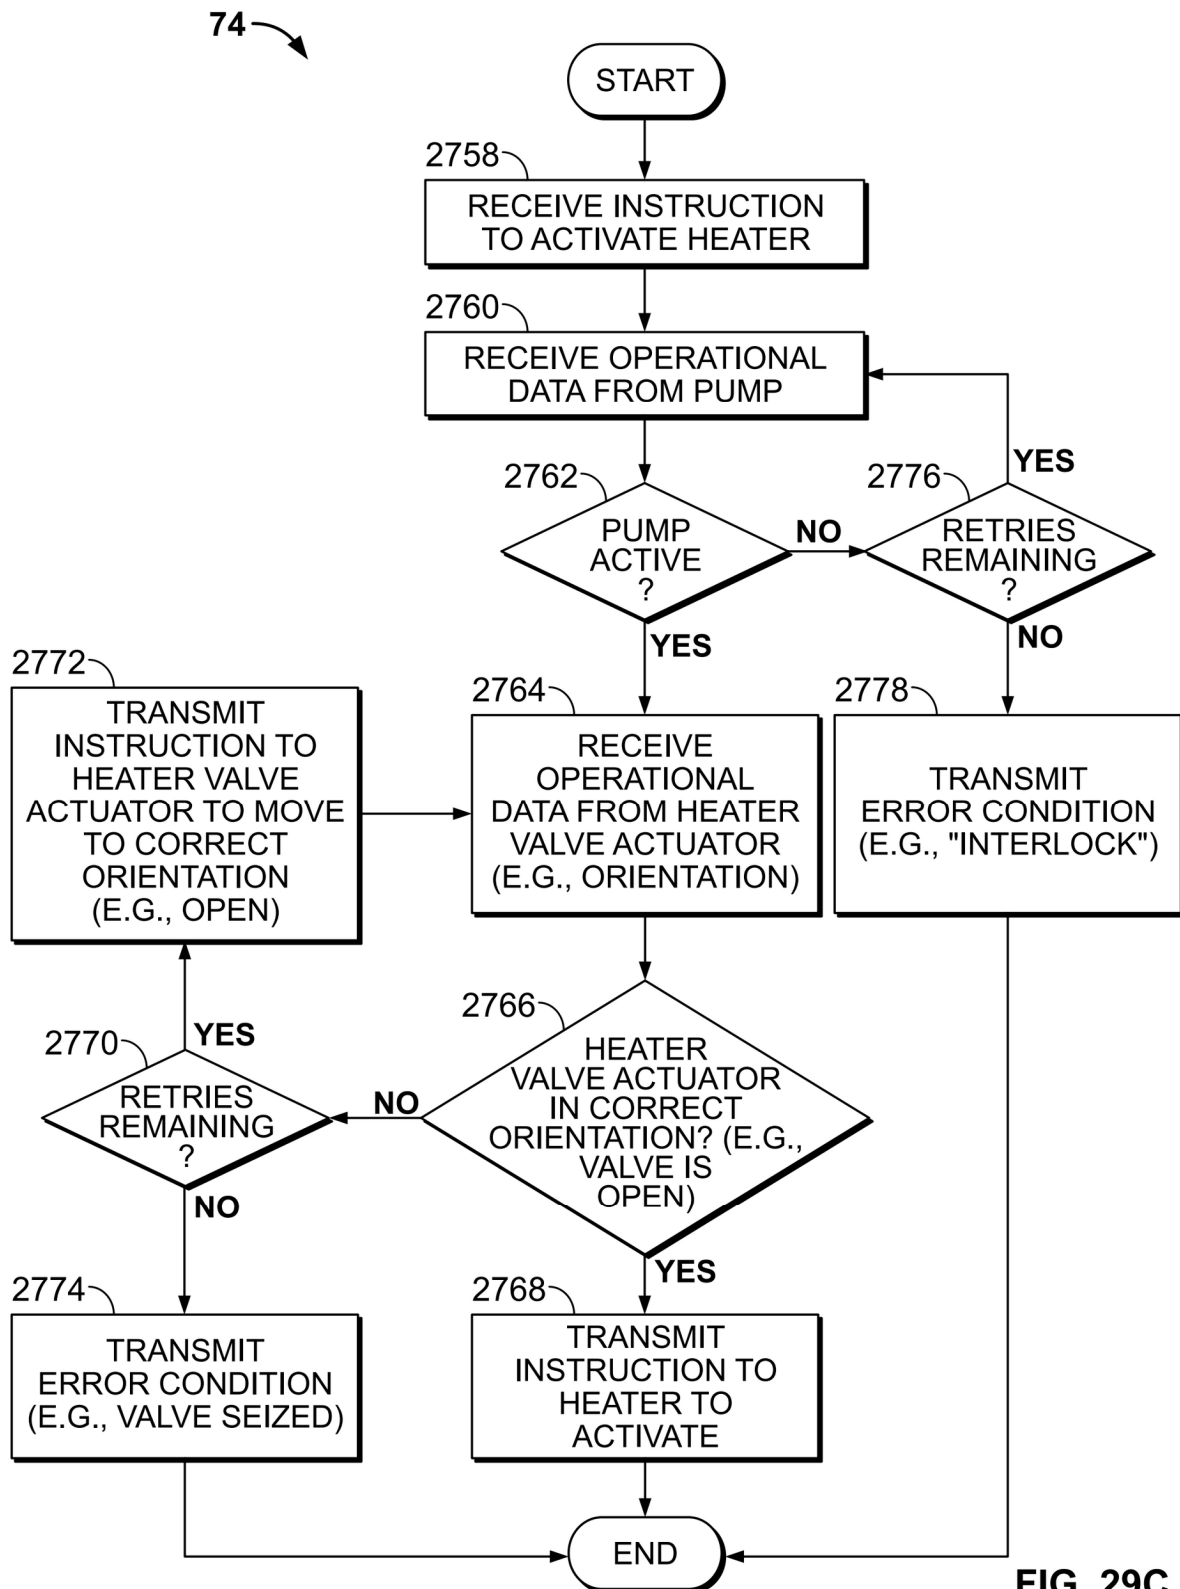 74
START
2758
RECEIVE INSTRUCTION
TO ACTIVATE HEATER
2760
RECEIVE OPERATIONAL
DATA FROM PUMP
2762
PUMP
ACTIVE
?
NO
YES
2776
RETRIES
REMAINING
?
YES
NO
2772
TRANSMIT
INSTRUCTION TO
HEATER VALVE
ACTUATOR TO MOVE
TO CORRECT
ORIENTATION
(E.G., OPEN)
2764
RECEIVE
OPERATIONAL
DATA FROM HEATER
VALVE ACTUATOR
(E.G., ORIENTATION)
2778
TRANSMIT
ERROR CONDITION
(E.G., "INTERLOCK")
2770
RETRIES
REMAINING
?
YES
NO
2766
HEATER
VALVE ACTUATOR
IN CORRECT
ORIENTATION? (E.G.,
VALVE IS
OPEN)
NO
YES
2774
TRANSMIT
ERROR CONDITION
(E.G., VALVE SEIZED)
2768
TRANSMIT
INSTRUCTION TO
HEATER TO
ACTIVATE
END
FIG. 29C